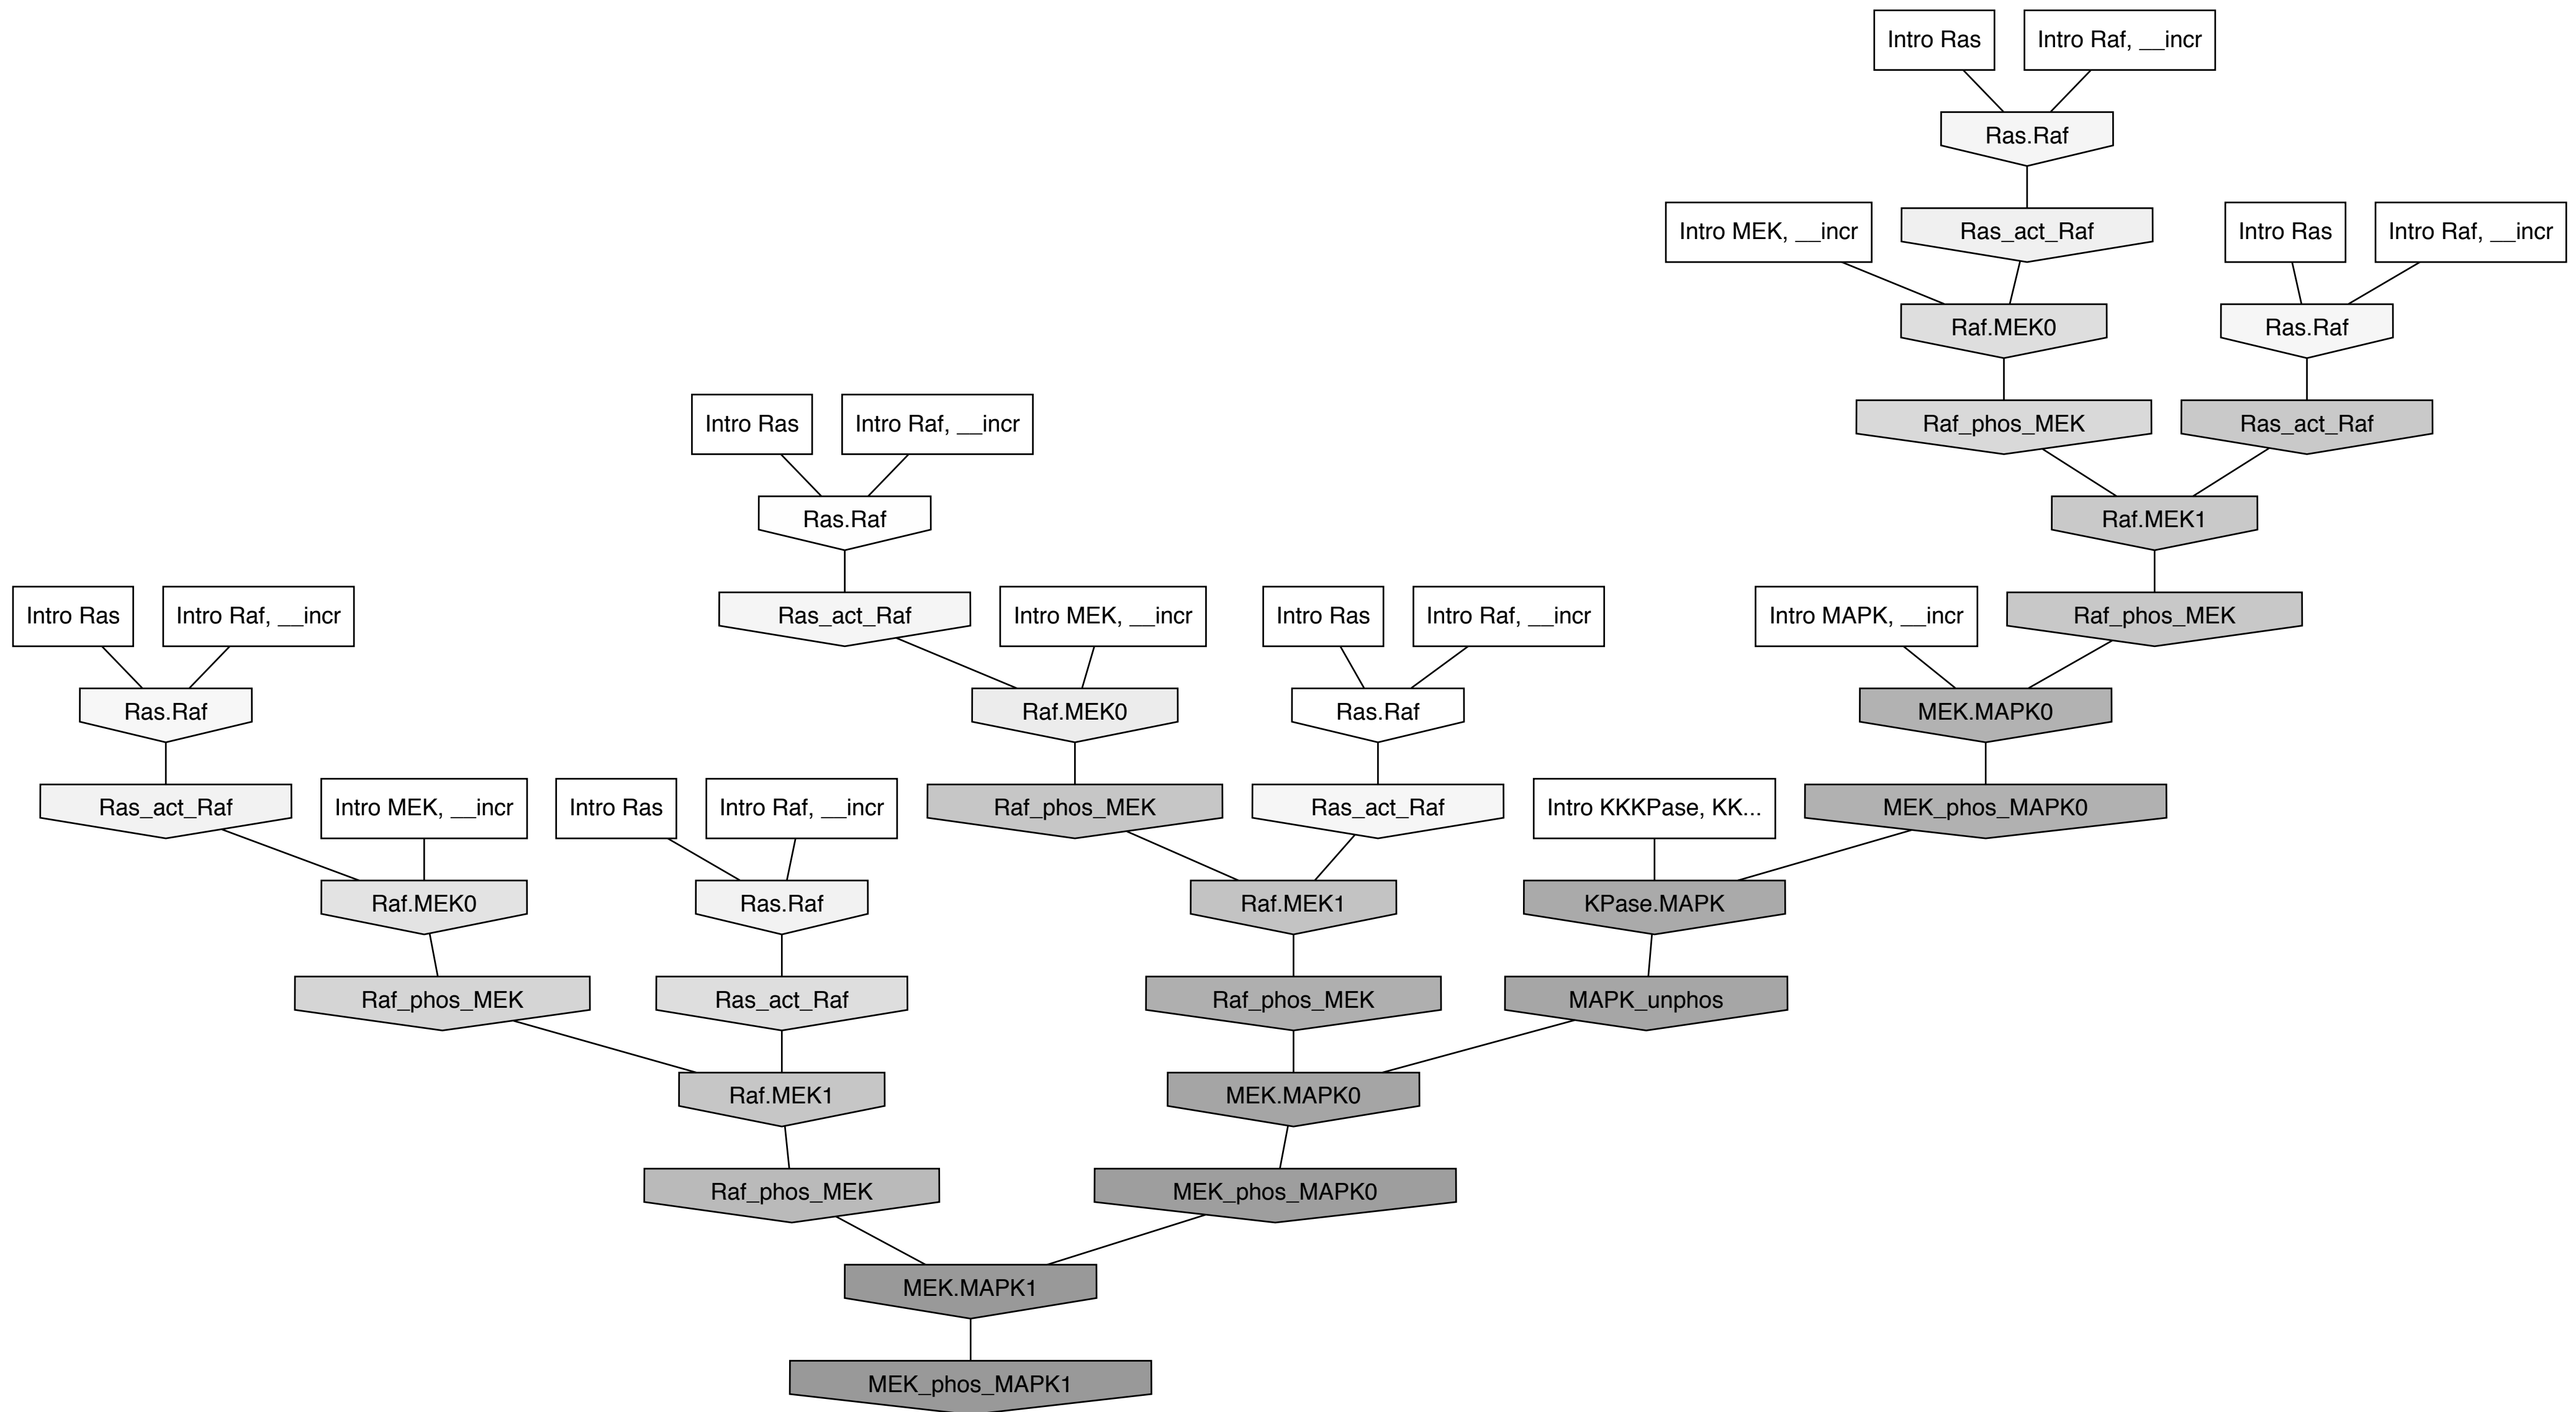 Intro Ras
Intro Raf, __incr
Ras.Raf
Intro MEK, __incr
Ras_act_Raf
Intro Ras
Intro Raf, __incr
Raf.MEK0
Ras.Raf
Intro Ras
Intro Raf, __incr
Raf_phos_MEK
Ras_act_Raf
Ras.Raf
Raf.MEK1
Intro Ras
Intro Raf, __incr
Ras_act_Raf
Intro MEK, __incr
Intro Ras
Intro Raf, __incr
Intro MAPK, __incr
Raf_phos_MEK
Ras.Raf
Raf.MEK0
Ras.Raf
MEK.MAPK0
Ras_act_Raf
Intro MEK, __incr
Intro Ras
Intro Raf, __incr
Raf_phos_MEK
Ras_act_Raf
Intro KKKPase, KK...
MEK_phos_MAPK0
Raf.MEK0
Ras.Raf
Raf.MEK1
KPase.MAPK
Raf_phos_MEK
Ras_act_Raf
Raf_phos_MEK
MAPK_unphos
Raf.MEK1
MEK.MAPK0
Raf_phos_MEK
MEK_phos_MAPK0
MEK.MAPK1
MEK_phos_MAPK1